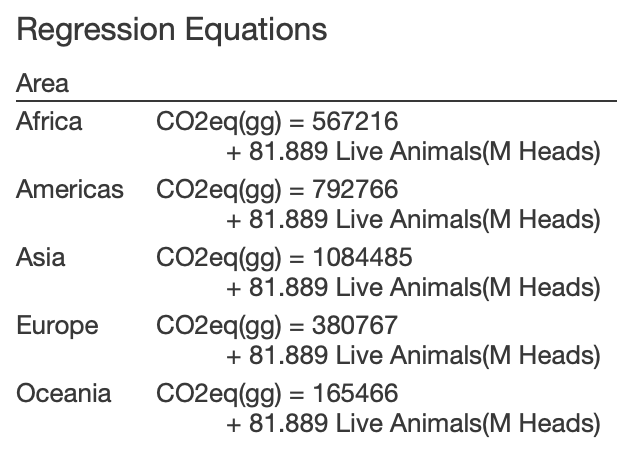 Regression Equations
Area
Africa CO2eq(gg) = 567216
+ 81.889 Live Animals(M Heads)
Americas CO2eq(gg) = 792766
+ 81.889 Live Animals(M Heads)
Asia CO2eq(gg) = 1084485
+ 81.889 Live Animals(M Heads)
Europe CO2eq(gg) = 380767
+ 81.889 Live Animals(M Heads)
Oceania CO2eq(gg) = 165466
+ 81.889 Live Animals(M Heads)